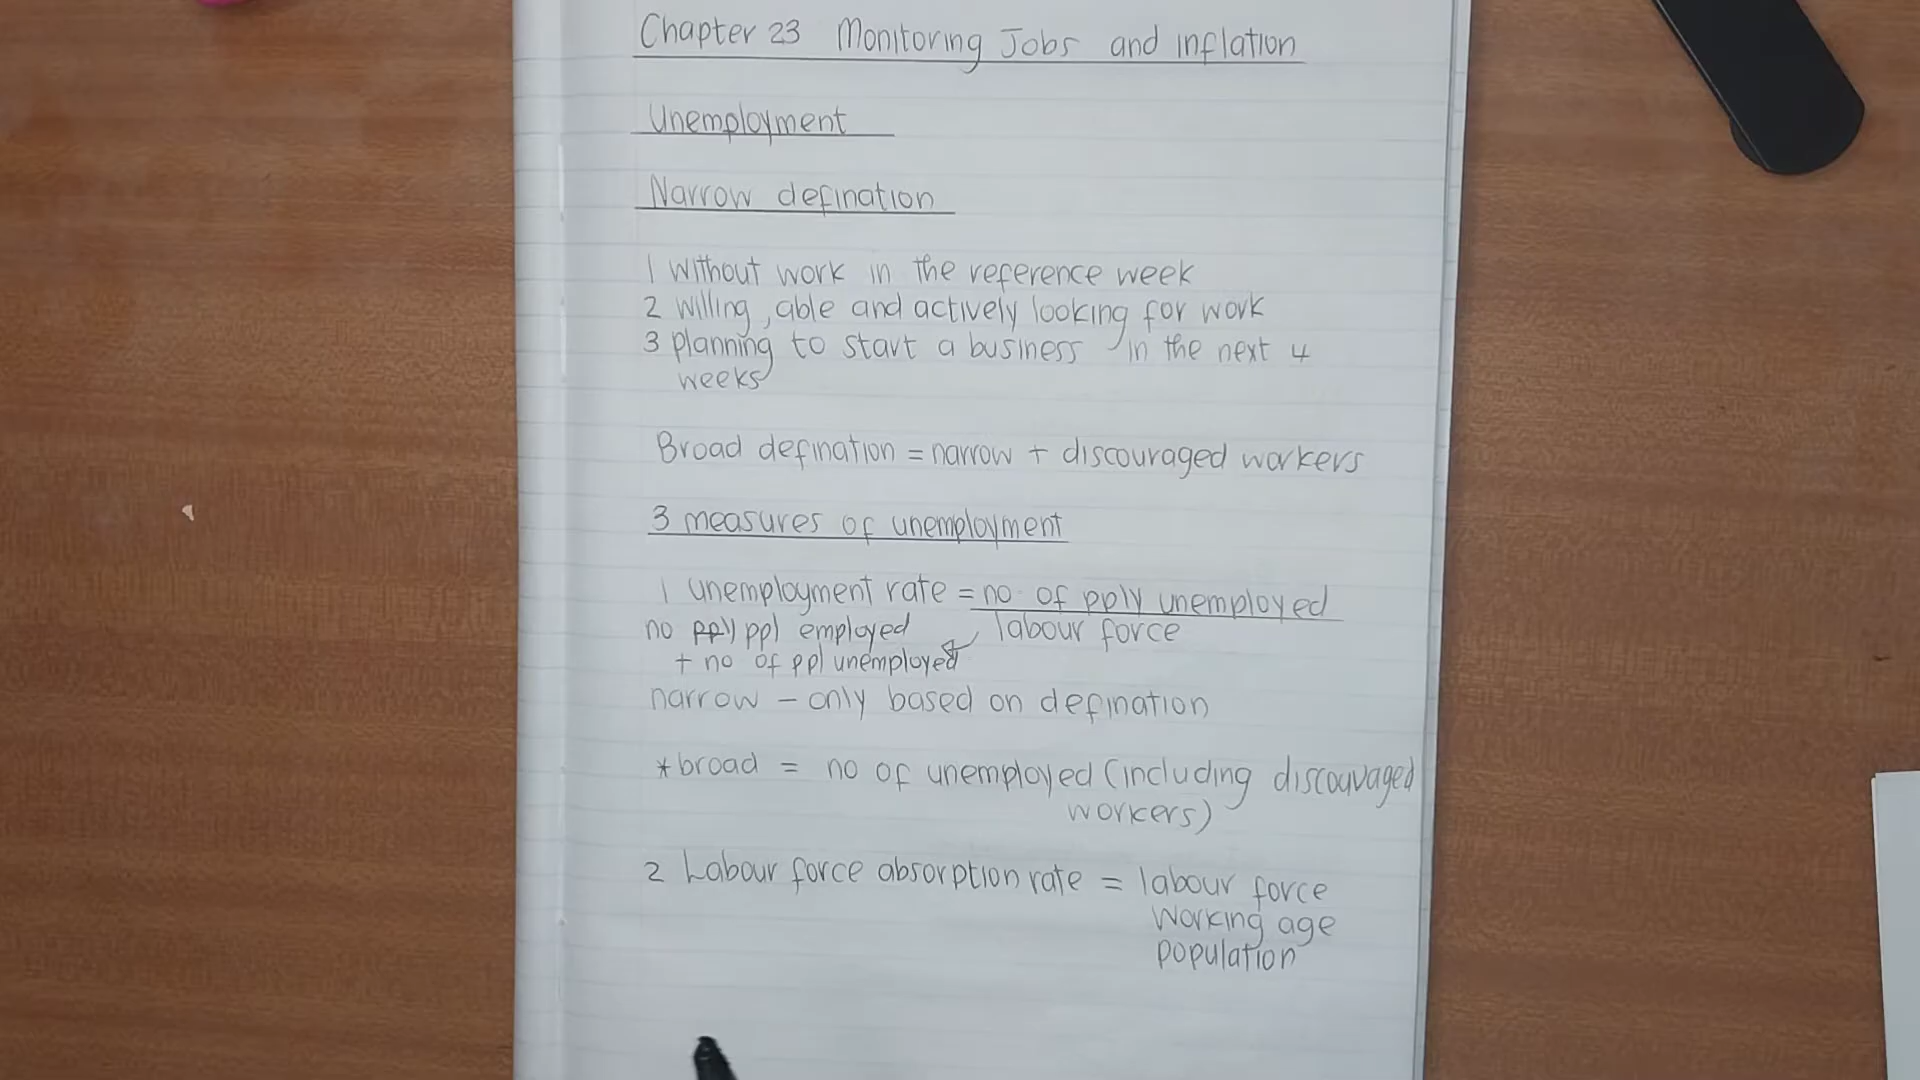 Chapter 23 Monitoring Jobs and inflation
Unemployment
Narrow defination
1 without work in the reference week
2 willing, able and actively looking for work
3 planning to start a business in the next 4
weeks
Broad defination = narrow + discouraged workers
3 measures of unemployment
1 unemployment rate = no. of pply unemployed
no ppl employed labour force
+ no of ppl unemployed
narrow - only based on defination
*broad = no of unemployed (including discouraged
workers)
2 Labour force absorption rate = labour force
working age
population